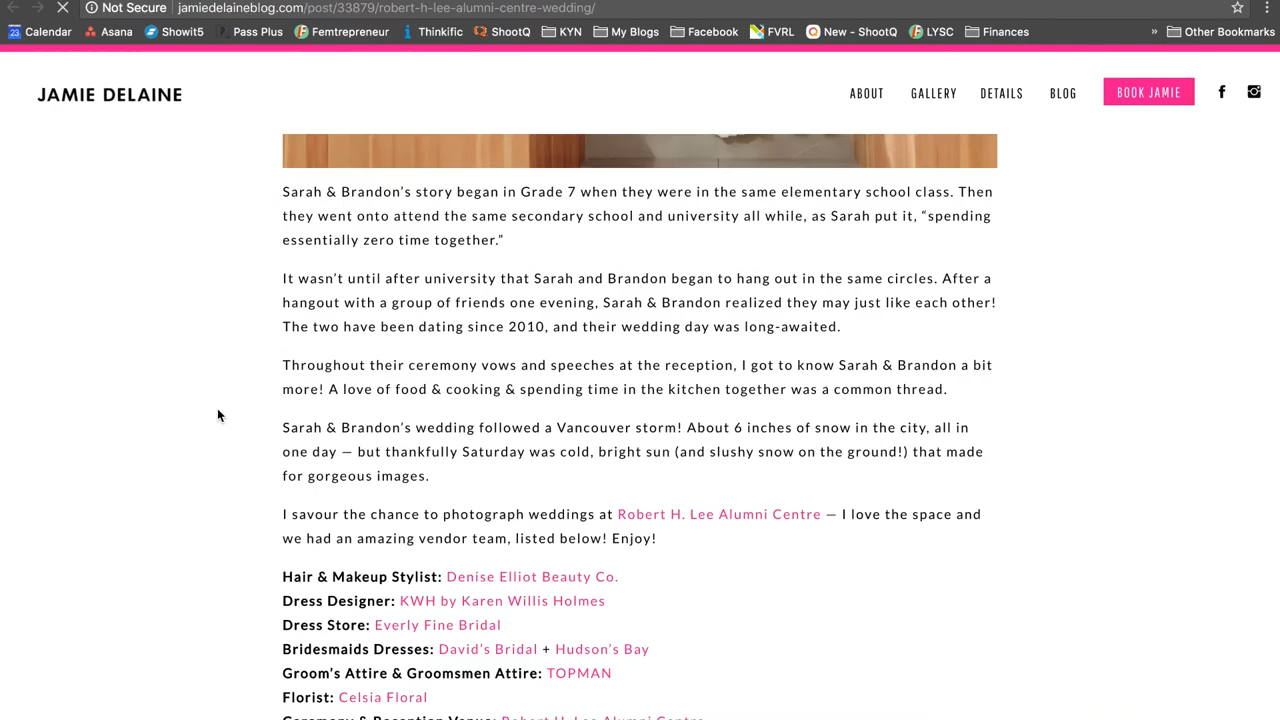 Not Secure jamiedelaineblog.com/post/33879/robert-h-lee-alumni-centre-wedding/
23 Calendar Asana Showit5 Pass Plus Femtrepreneur Thinkific ShootQ KYN My Blogs Facebook FVRL New - ShootQ LYSC Finances » Other Bookmarks
JAMIE DELAINE ABOUT GALLERY DETAILS BLOG BOOK JAMIE
Sarah & Brandon’s story began in Grade 7 when they were in the same elementary school class. Then
they went onto attend the same secondary school and university all while, as Sarah put it, “spending
essentially zero time together.”
It wasn’t until after university that Sarah and Brandon began to hang out in the same circles. After a
hangout with a group of friends one evening, Sarah & Brandon realized they may just like each other!
The two have been dating since 2010, and their wedding day was long-awaited.
Throughout their ceremony vows and speeches at the reception, I got to know Sarah & Brandon a bit
more! A love of food & cooking & spending time in the kitchen together was a common thread.
Sarah & Brandon’s wedding followed a Vancouver storm! About 6 inches of snow in the city, all in
one day — but thankfully Saturday was cold, bright sun (and slushy snow on the ground!) that made
for gorgeous images.
I savour the chance to photograph weddings at Robert H. Lee Alumni Centre — I love the space and
we had an amazing vendor team, listed below! Enjoy!
Hair & Makeup Stylist: Denise Elliot Beauty Co.
Dress Designer: KWH by Karen Willis Holmes
Dress Store: Everly Fine Bridal
Bridesmaids Dresses: David’s Bridal + Hudson’s Bay
Groom’s Attire & Groomsmen Attire: TOPMAN
Florist: Celsia Floral
Ceremony & Reception Venue: Robert H. Lee Alumni Centre